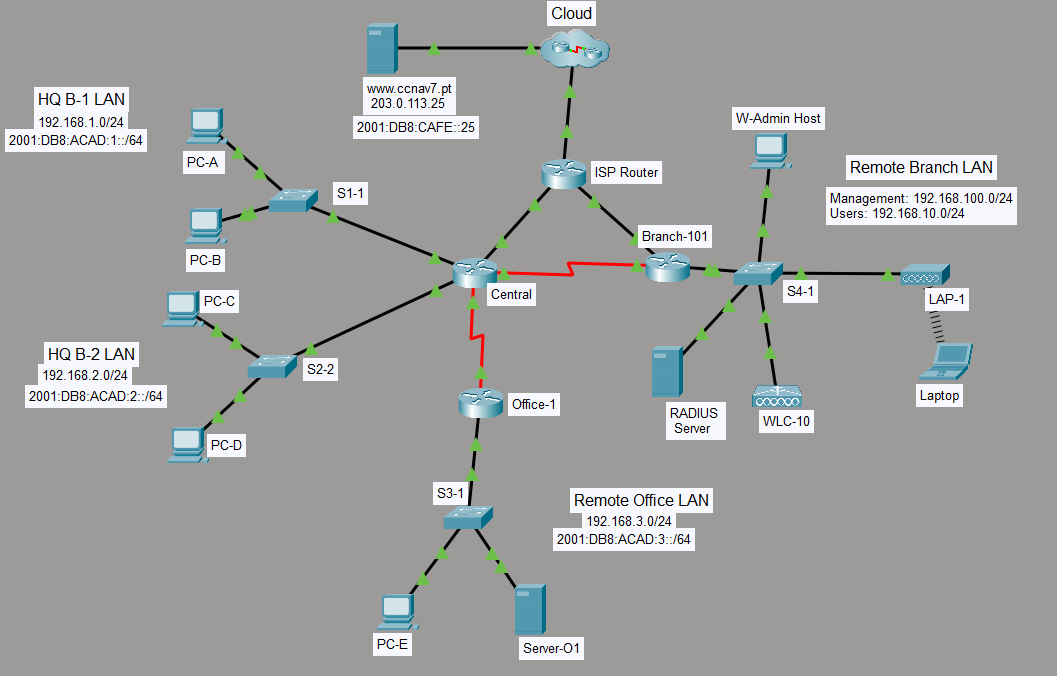 Cloud
www.ccnav7.pt
203.0.113.25
2001:DB8:CAFE::25
HQ B-1 LAN
192.168.1.0/24
2001:DB8:ACAD:1::/64
PC-A
S1-1
PC-B
ISP Router
W-Admin Host
Remote Branch LAN
Management: 192.168.100.0/24
Users: 192.168.10.0/24
Branch-101
Central
S4-1
LAP-1
PC-C
HQ B-2 LAN
192.168.2.0/24
2001:DB8:ACAD:2::/64
S2-2
PC-D
Office-1
RADIUS
Server
WLC-10
Laptop
S3-1
Remote Office LAN
192.168.3.0/24
2001:DB8:ACAD:3::/64
PC-E
Server-O1